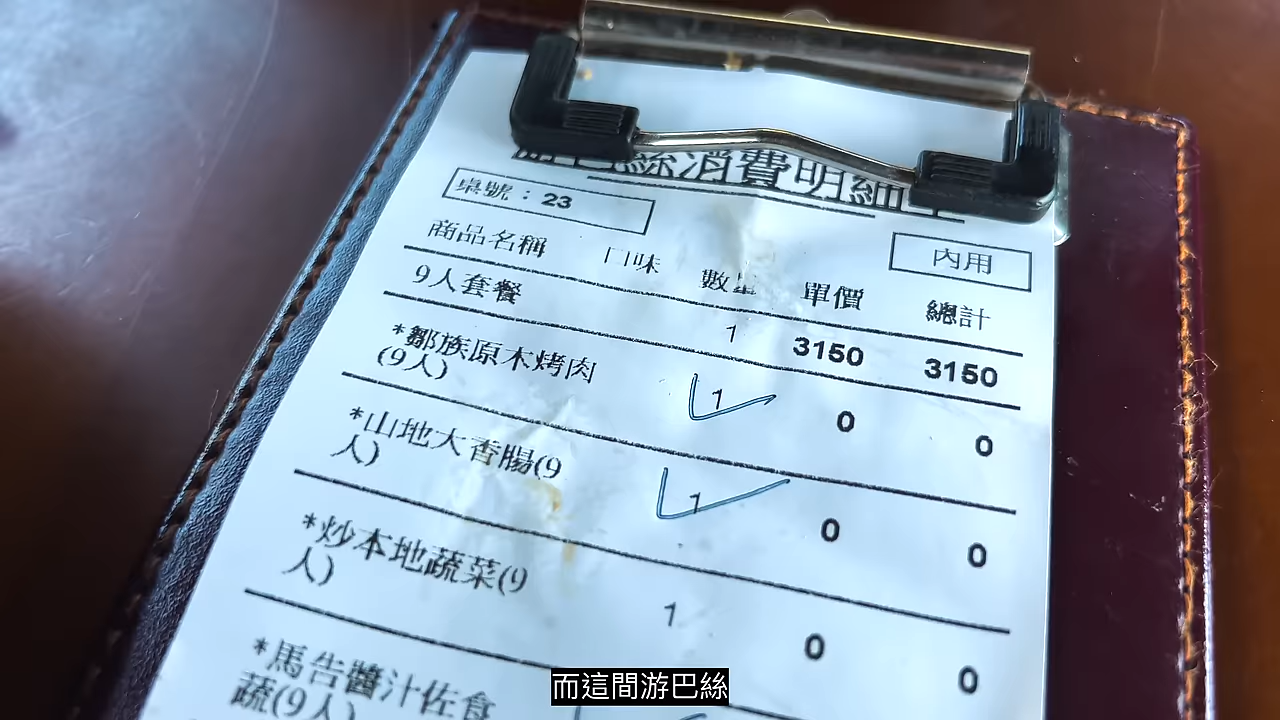 絲消費明細
桌號：23
內用
商品名稱 口味 數量 單價 總計
9人套餐 1 3150 3150
*鄒族原木烤肉 1 0 0
(9人)
*山地大香腸(9 1 0 0
人)
*炒本地蔬菜(9 1 0 0
人)
*馬告醬汁佐食
蔬(9人)
而這間游巴絲